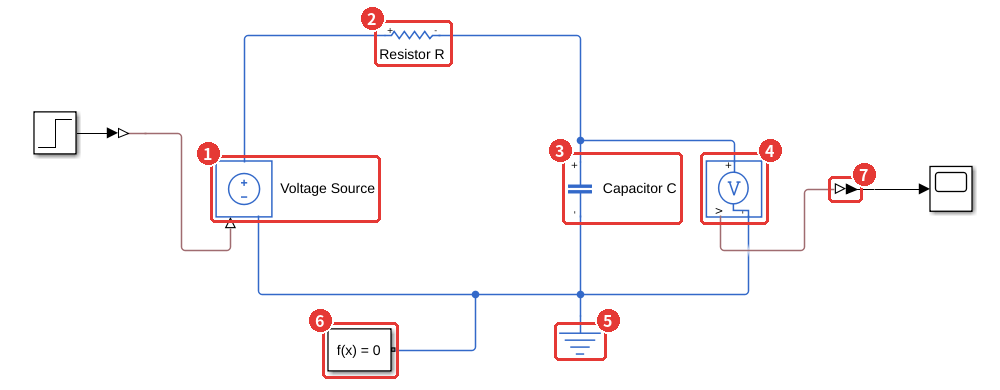 2
+ -
Resistor R
1
3
4
+
-
Voltage Source
+
-
Capacitor C
+
V
V
-
7
6
5
f(x) = 0